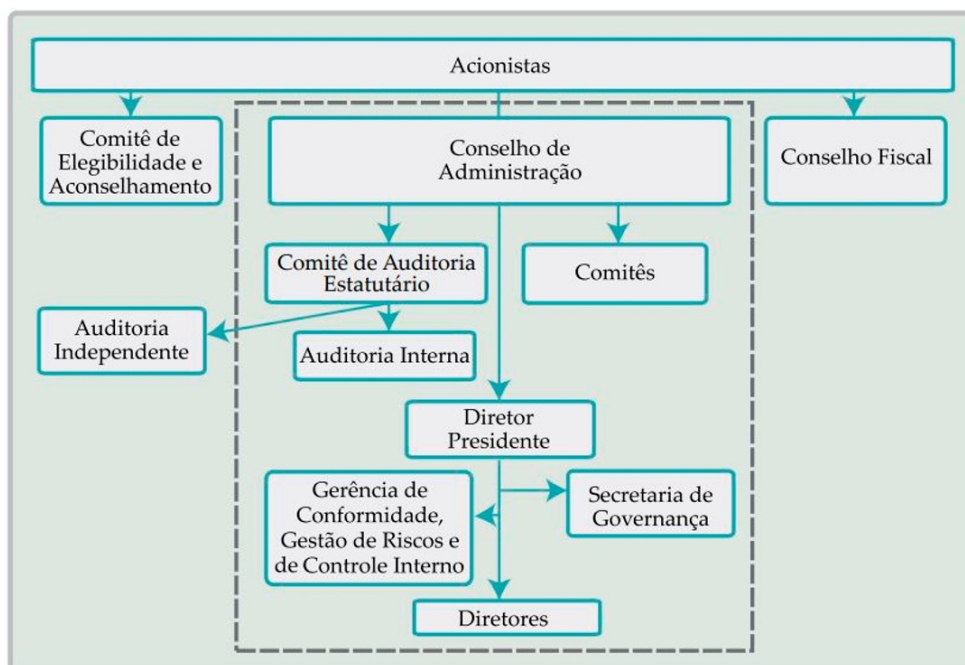 Acionistas
Comitê de
Elegibilidade e
Aconselhamento
Conselho de
Administração
Conselho Fiscal
Comitê de Auditoria
Estatutário
Comitês
Auditoria
Independente
Auditoria Interna
Diretor
Presidente
Gerência de
Conformidade,
Gestão de Riscos e
de Controle Interno
Secretaria de
Governança
Diretores